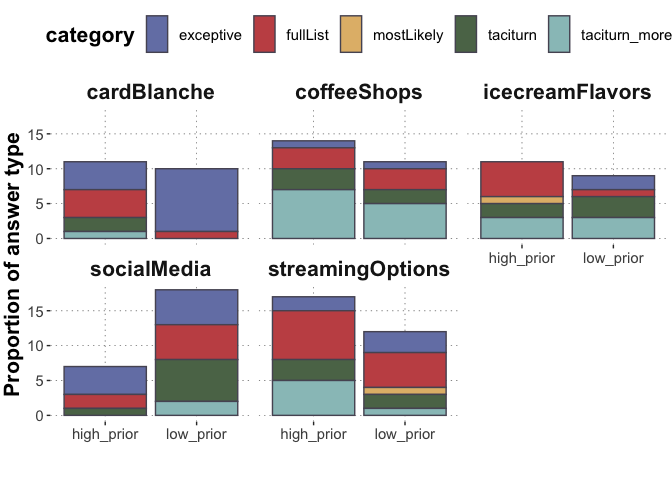 category exceptive fullList mostLikely taciturn taciturn_more
cardBlanche coffeeShops icecreamFlavors
Proportion of answer type
15
10
5
0
high_prior low_prior
socialMedia streamingOptions
15
10
5
0
high_prior low_prior high_prior low_prior